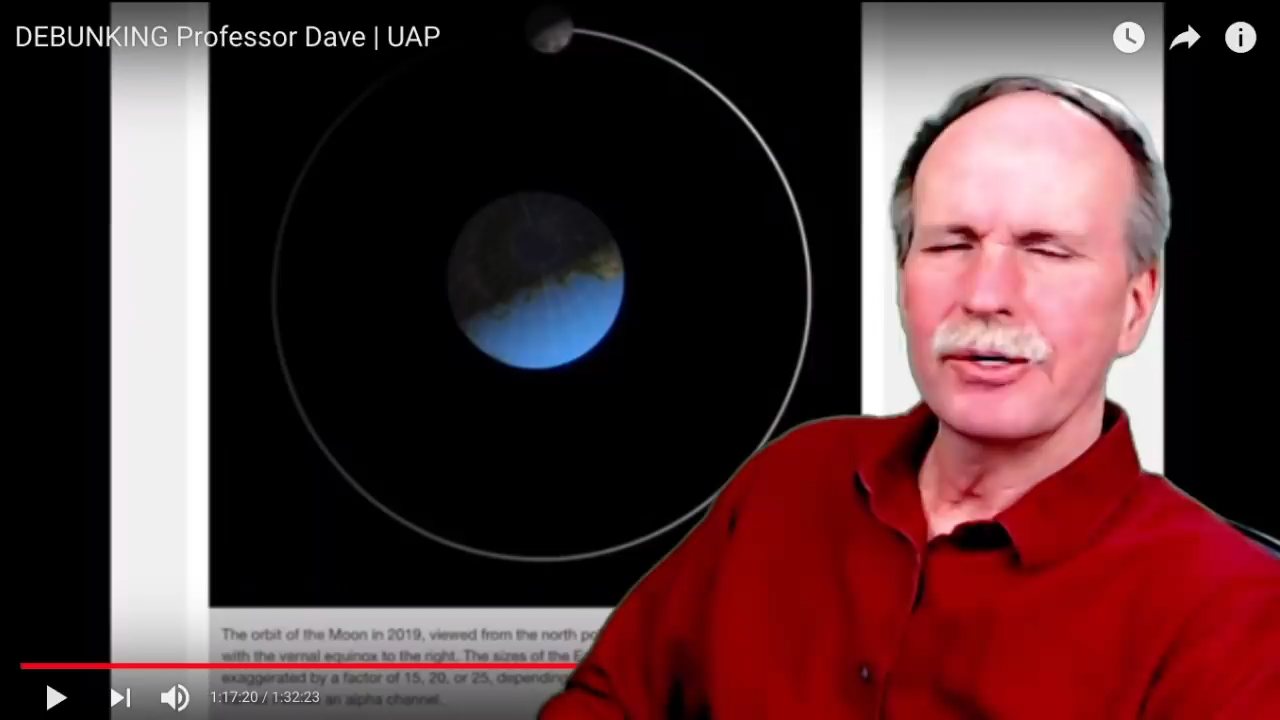 DEBUNKING Professor Dave | UAP
The orbit of the Moon in 2019, viewed from the north
with the vernal equinox to the right. The sizes of the
exaggerated by a factor of 15, 20, or 25,
an alpha channel.
1:17:20 / 1:32:23